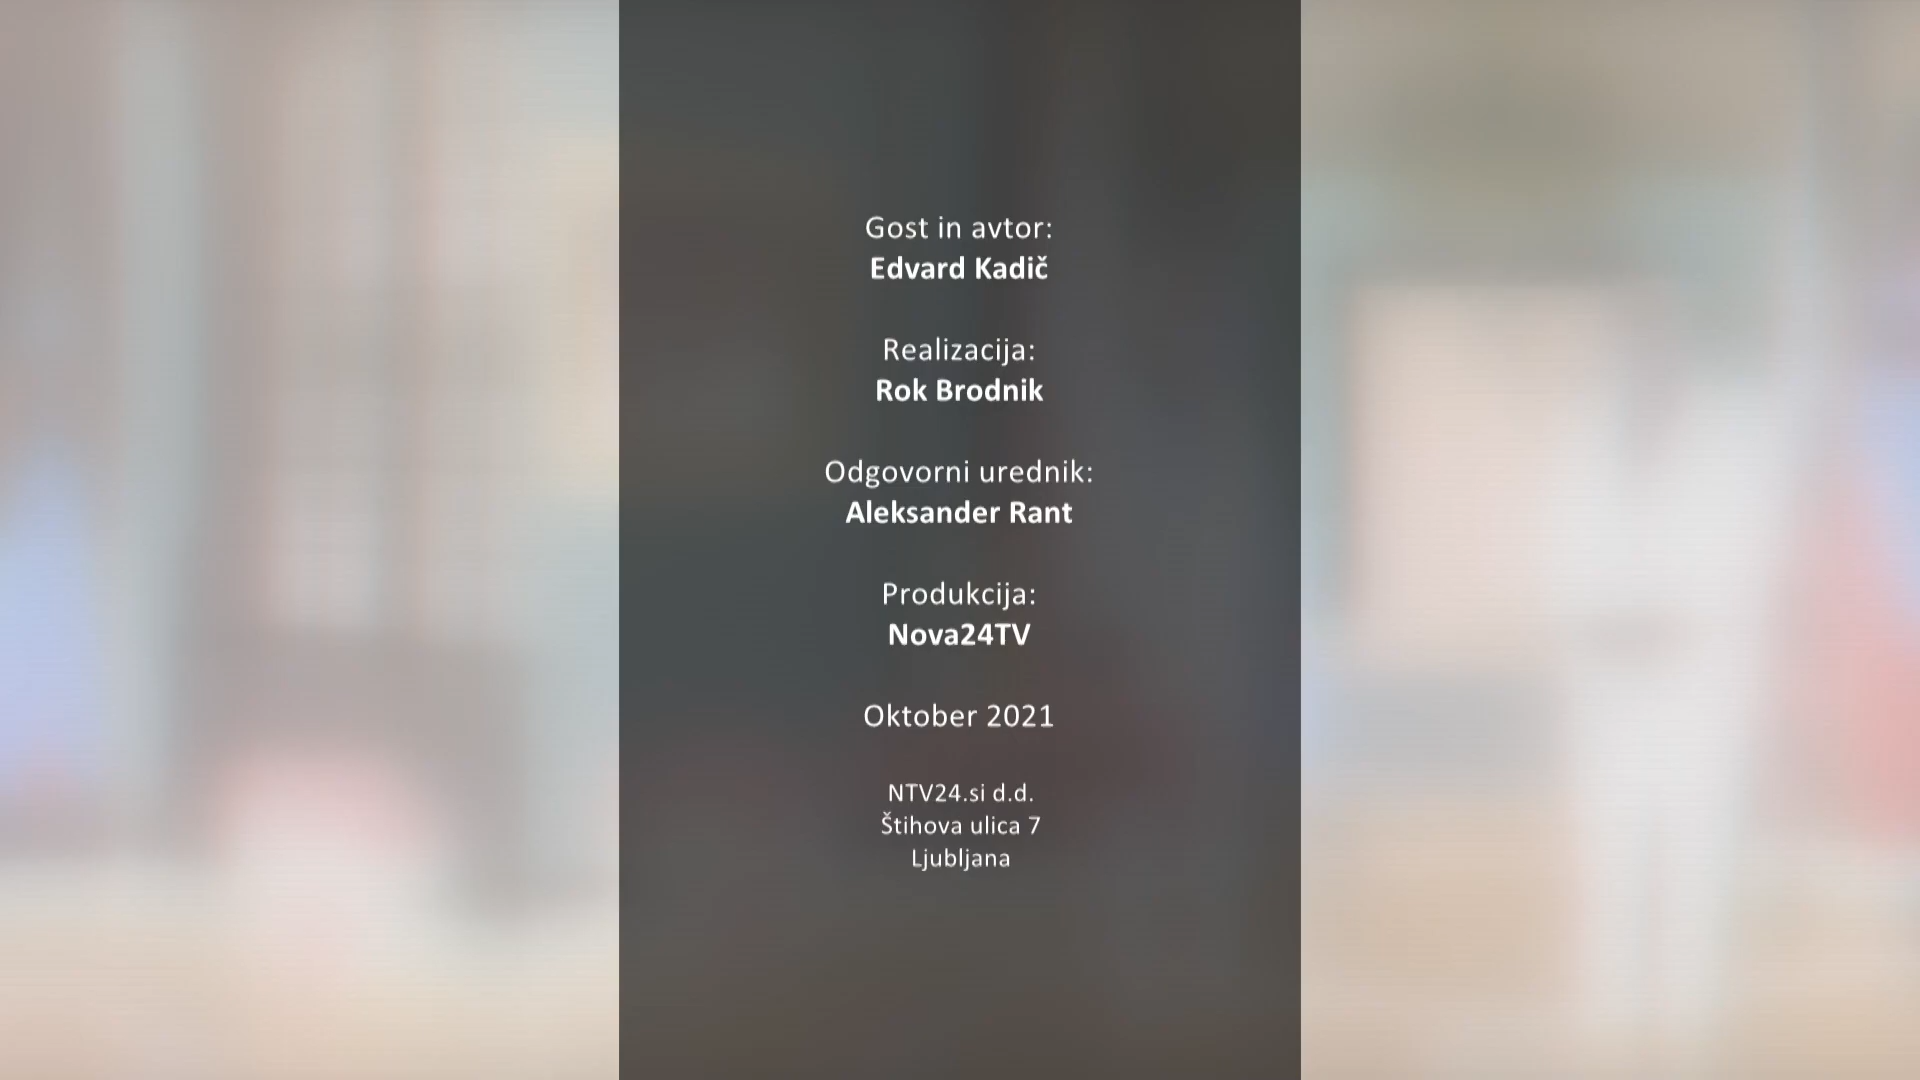 Gost in avtor:
Edvard Kadič
Realizacija:
Rok Brodnik
Odgovorni urednik:
Aleksander Rant
Produkcija:
Nova24TV
Oktober 2021
NTV24.si d.d.
Štihova ulica 7
Ljubljana